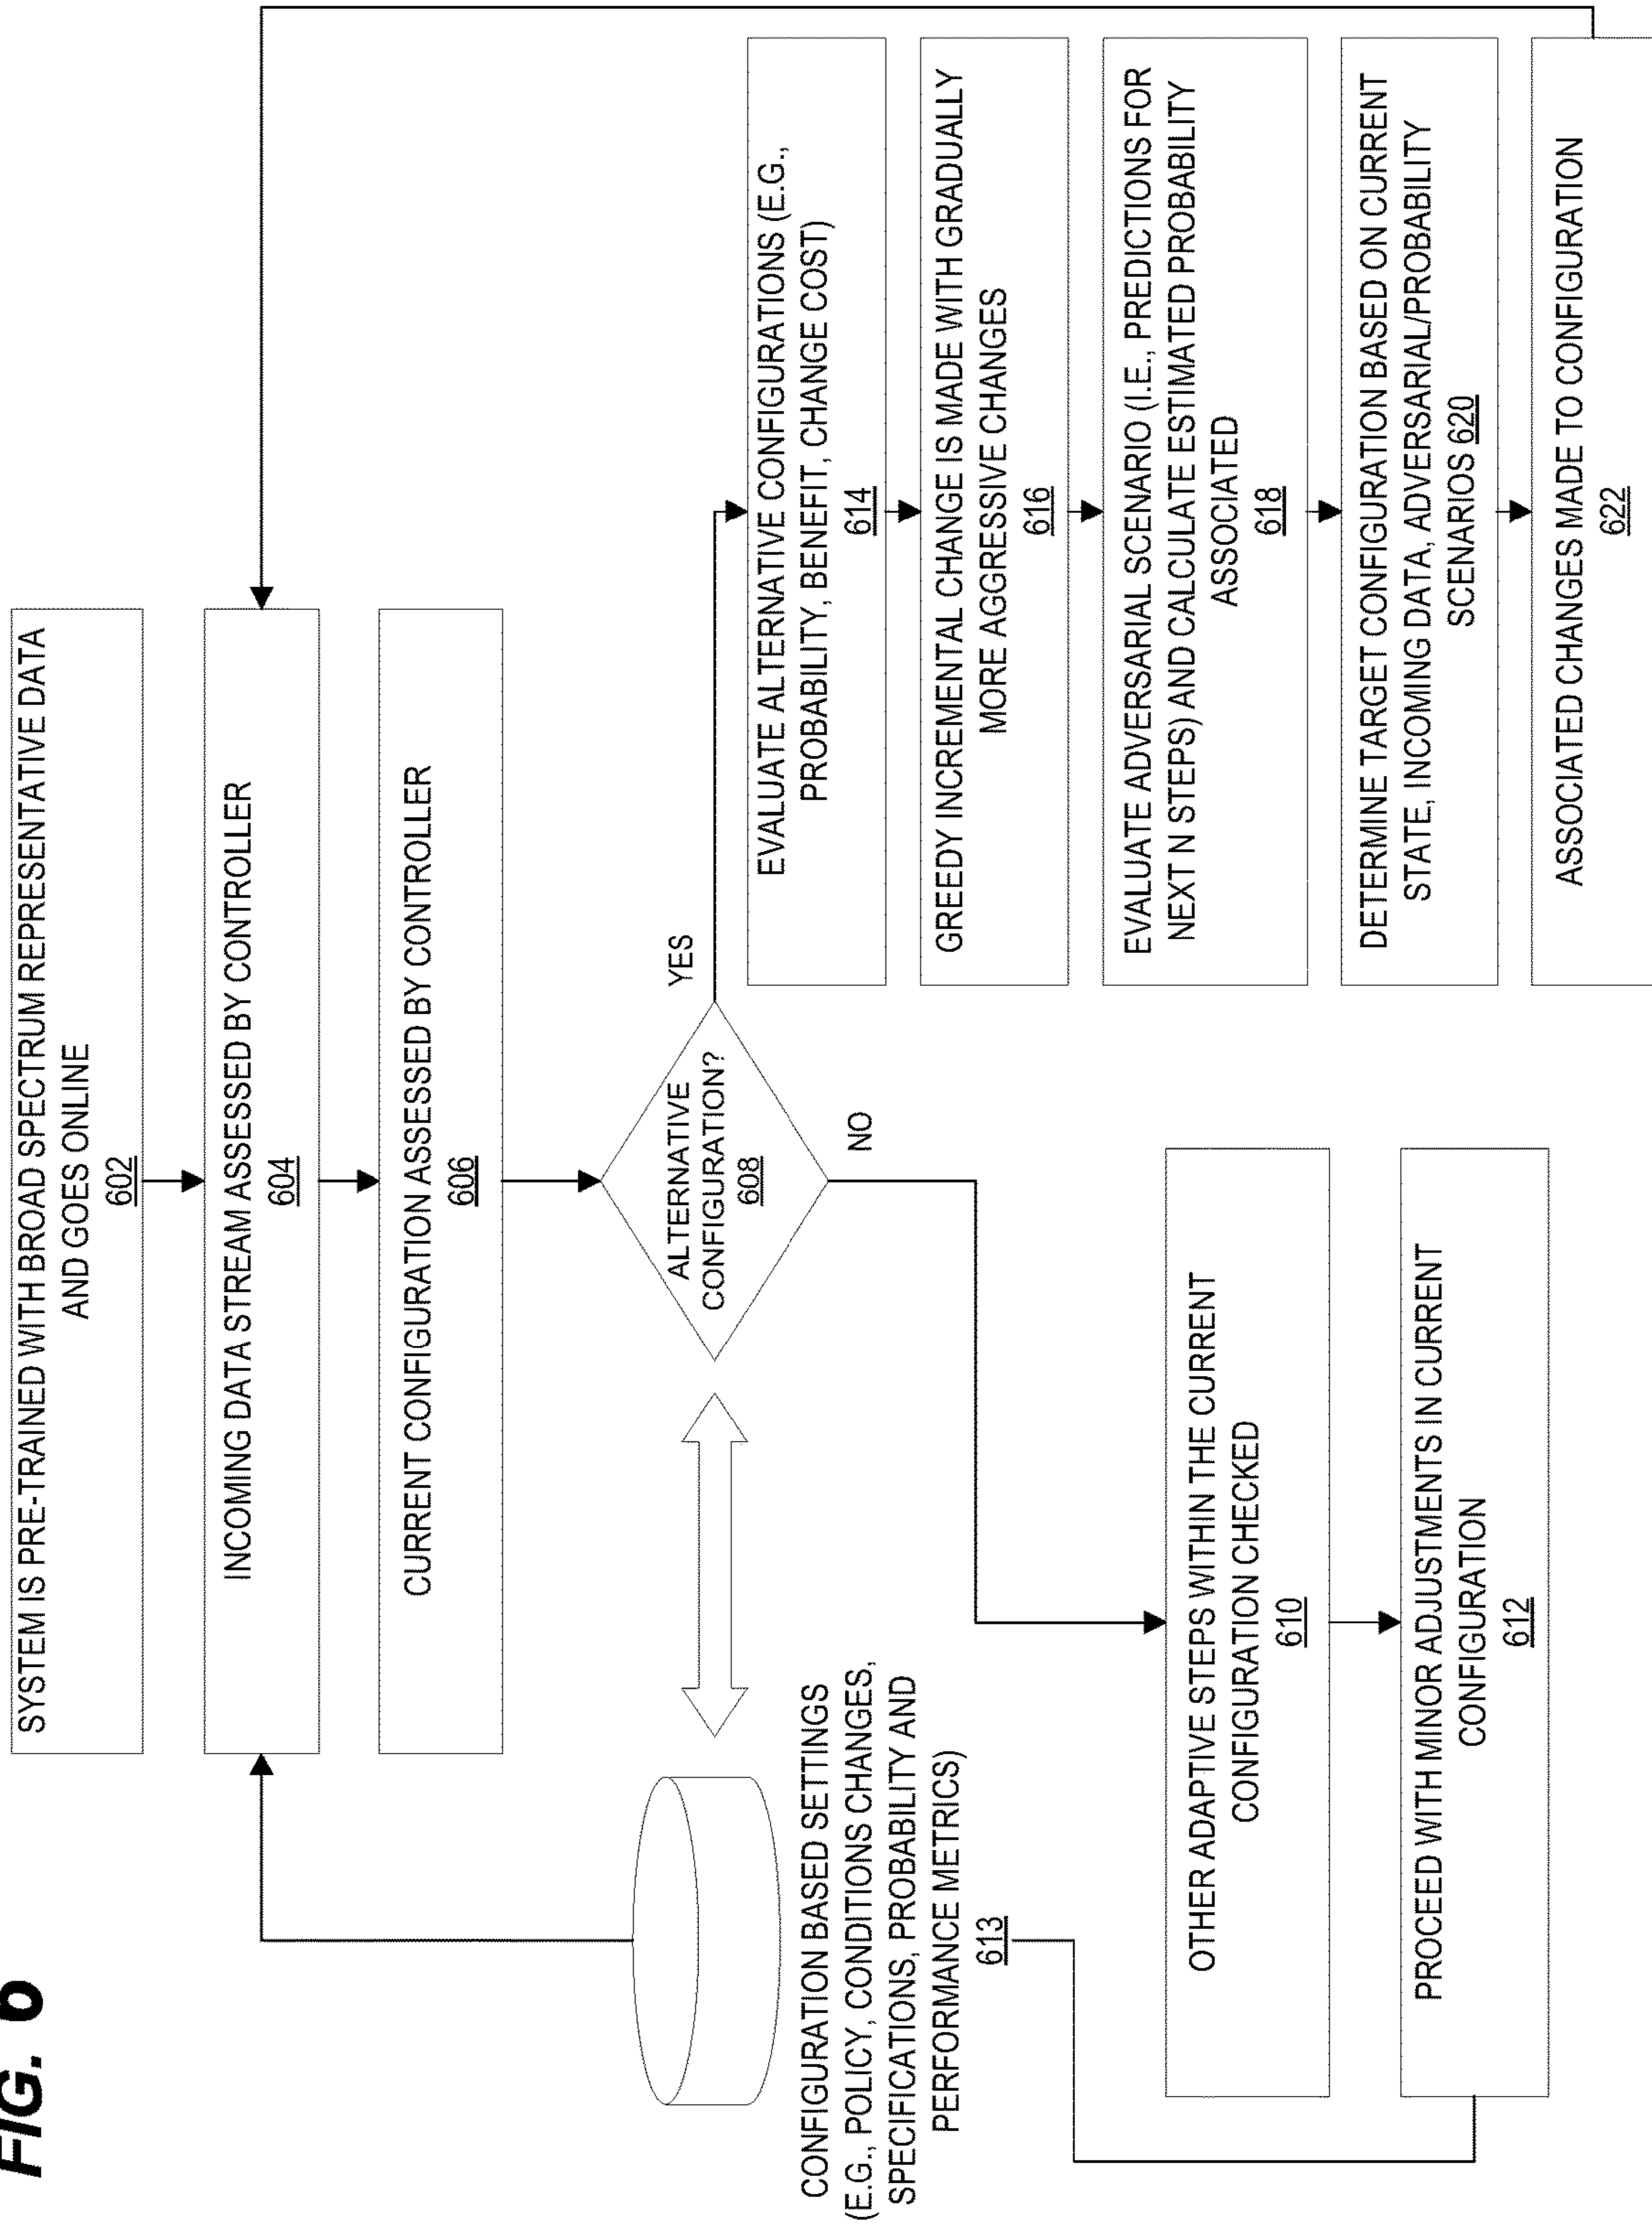 FIG. 6
SYSTEM IS PRE-TRAINED WITH BROAD SPECTRUM REPRESENTATIVE DATA
AND GOES ONLINE
602
INCOMING DATA STREAM ASSESSED BY CONTROLLER
604
CURRENT CONFIGURATION ASSESSED BY CONTROLLER
606
ALTERNATIVE
CONFIGURATION?
608
YES
NO
CONFIGURATION BASED SETTINGS
(E.G., POLICY, CONDITIONS CHANGES,
SPECIFICATIONS, PROBABILITY AND
PERFORMANCE METRICS)
613
OTHER ADAPTIVE STEPS WITHIN THE CURRENT
CONFIGURATION CHECKED
610
PROCEED WITH MINOR ADJUSTMENTS IN CURRENT
CONFIGURATION
612
EVALUATE ALTERNATIVE CONFIGURATIONS (E.G.,
PROBABILITY, BENEFIT, CHANGE COST)
614
GREEDY INCREMENTAL CHANGE IS MADE WITH GRADUALLY
MORE AGGRESSIVE CHANGES
616
EVALUATE ADVERSARIAL SCENARIO (I.E., PREDICTIONS FOR
NEXT N STEPS) AND CALCULATE ESTIMATED PROBABILITY
ASSOCIATED
618
DETERMINE TARGET CONFIGURATION BASED ON CURRENT
STATE, INCOMING DATA, ADVERSARIAL/PROBABILITY
SCENARIOS 620
ASSOCIATED CHANGES MADE TO CONFIGURATION
622